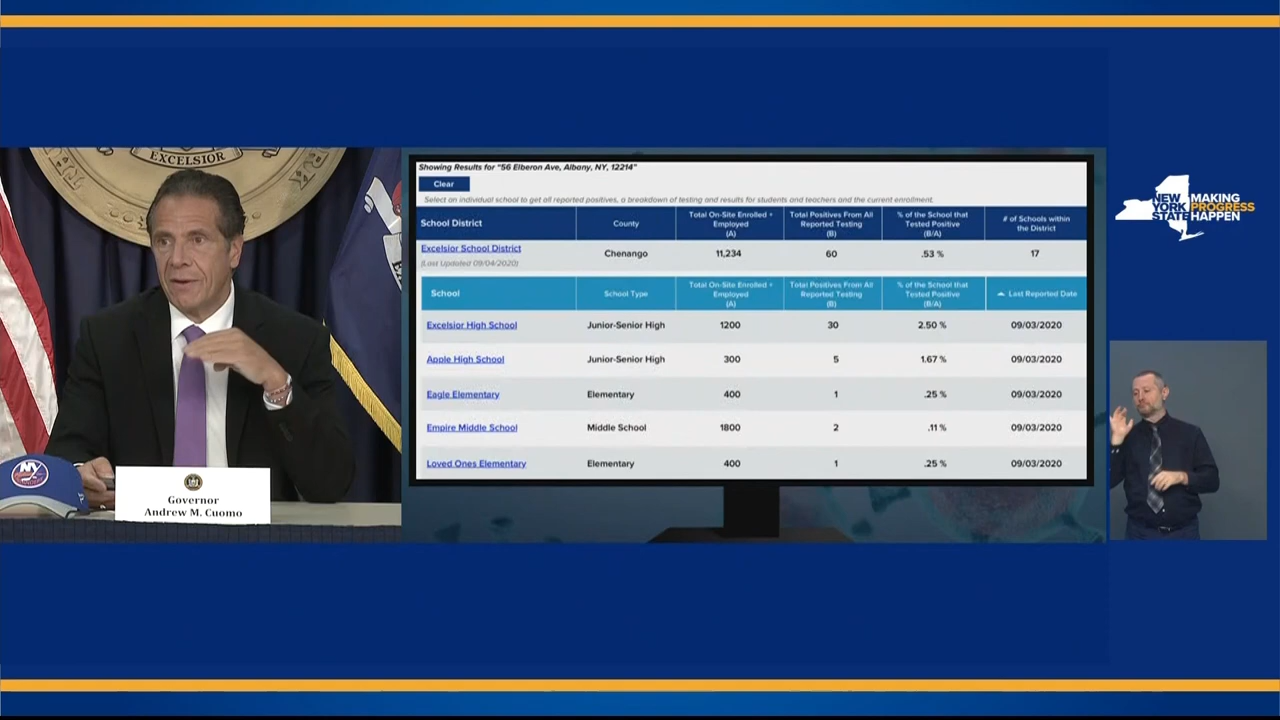 EXCELSIOR
NY
Governor
Andrew M. Cuomo
Showing Results for "56 Elberon Ave, Albany, NY, 12214"
Clear
Select an individual school to get all reported positives, a breakdown of testing and results for students and teachers and the current enrollment.
School District County Total On-Site Enrolled + Employed (A) Total Positives From All Reported Testing (B) % of the School that Tested Positive (B/A) # of Schools within the District
Excelsior School District Chenango 11,234 60 .53 % 17
(Last Updated 09/04/2020)
School School Type Total On-Site Enrolled + Employed (A) Total Positives From All Reported Testing (B) % of the School that Tested Positive (B/A) Last Reported Date
Excelsior High School Junior-Senior High 1200 30 2.50 % 09/03/2020
Apple High School Junior-Senior High 300 5 1.67 % 09/03/2020
Eagle Elementary Elementary 400 1 .25 % 09/03/2020
Empire Middle School Middle School 1800 2 .11 % 09/03/2020
Loved Ones Elementary Elementary 400 1 .25 % 09/03/2020
NEW YORK STATE
MAKING
PROGRESS
HAPPEN